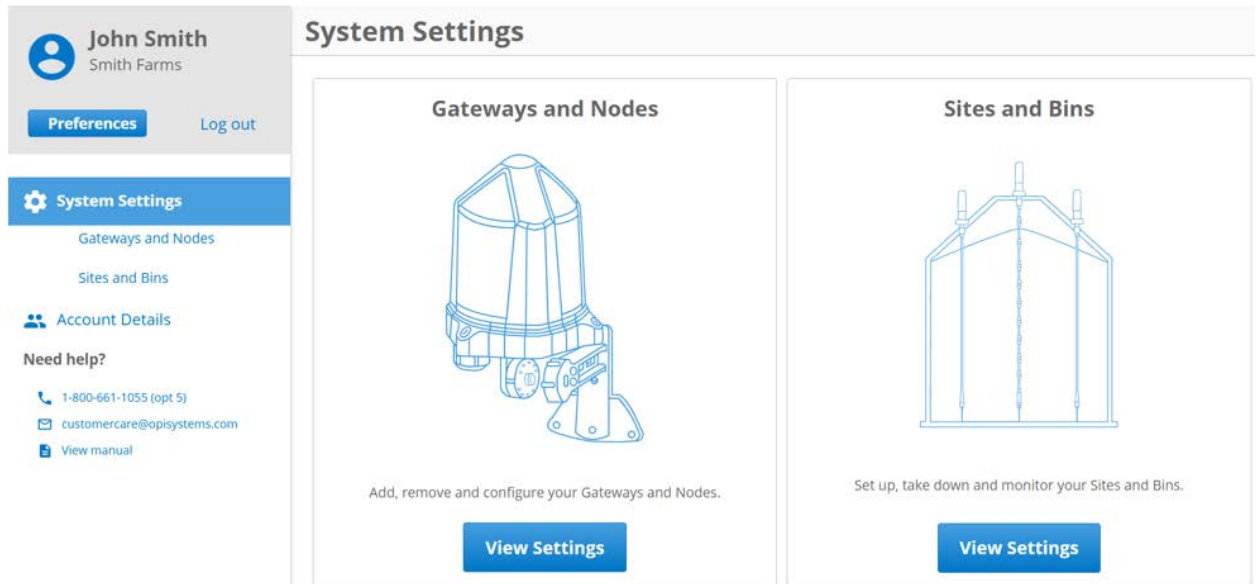 John Smith
Smith Farms
Preferences
Log out
System Settings
Gateways and Nodes
Sites and Bins
Account Details
Need help?
1-800-661-1055 (opt 5)
customercare@opisystems.com
View manual
System Settings
Gateways and Nodes
Add, remove and configure your Gateways and Nodes.
View Settings
Sites and Bins
Set up, take down and monitor your Sites and Bins.
View Settings